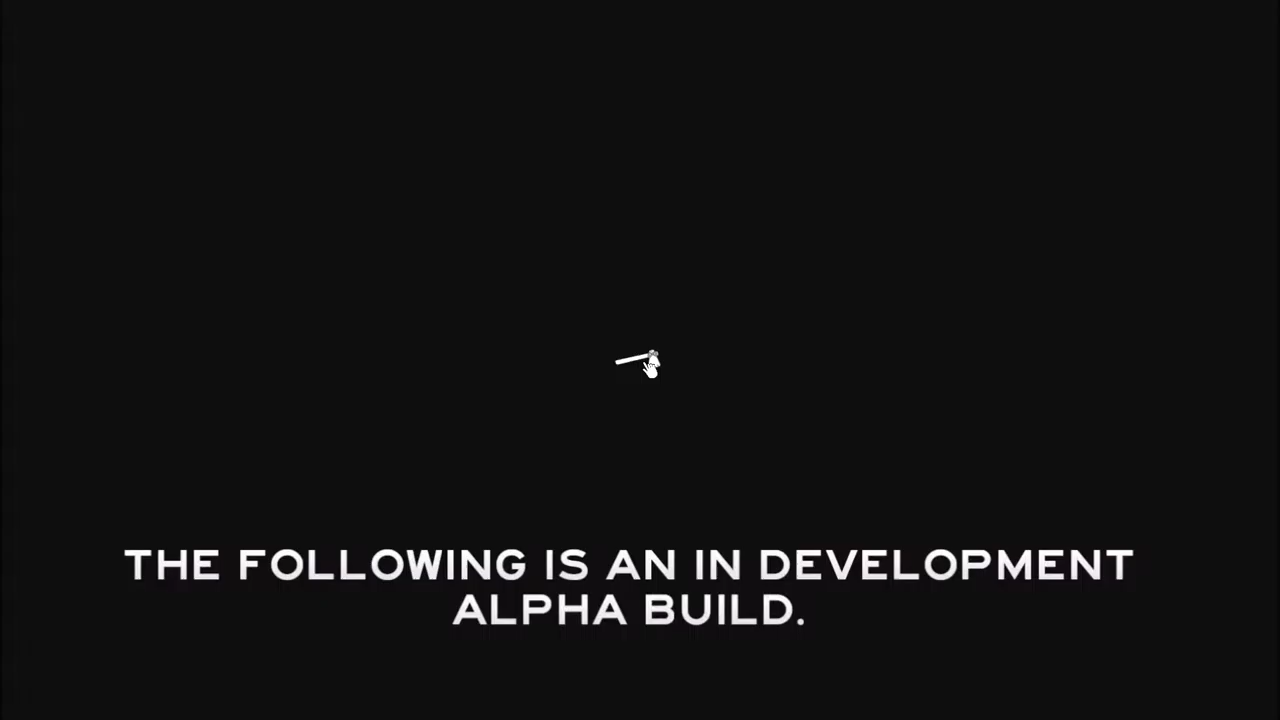 THE FOLLOWING IS AN IN DEVELOPMENT
ALPHA BUILD.